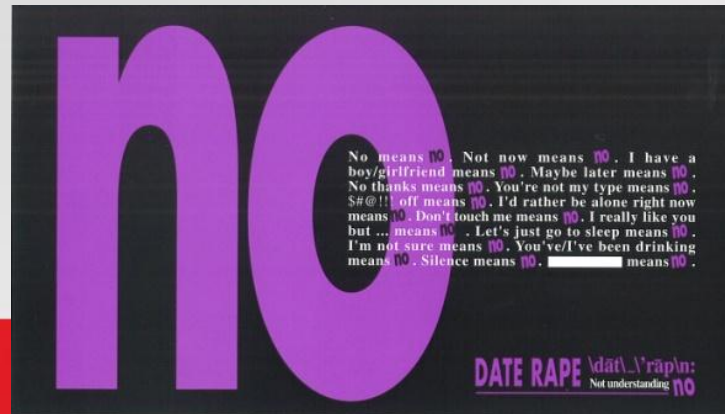 no
No means no. Not now means no. I have a
boy/girlfriend means no. Maybe later means no.
No thanks means no. You're not my type means no.
$#@!!! off means no. I'd rather be alone right now
means no. Don't touch me means no. I really like you
but ... means no. Let's just go to sleep means no.
I'm not sure means no. You've/I've been drinking
means no. Silence means no. means no.
DATE RAPE \dāt\_\'rāp\n:
Not understanding no